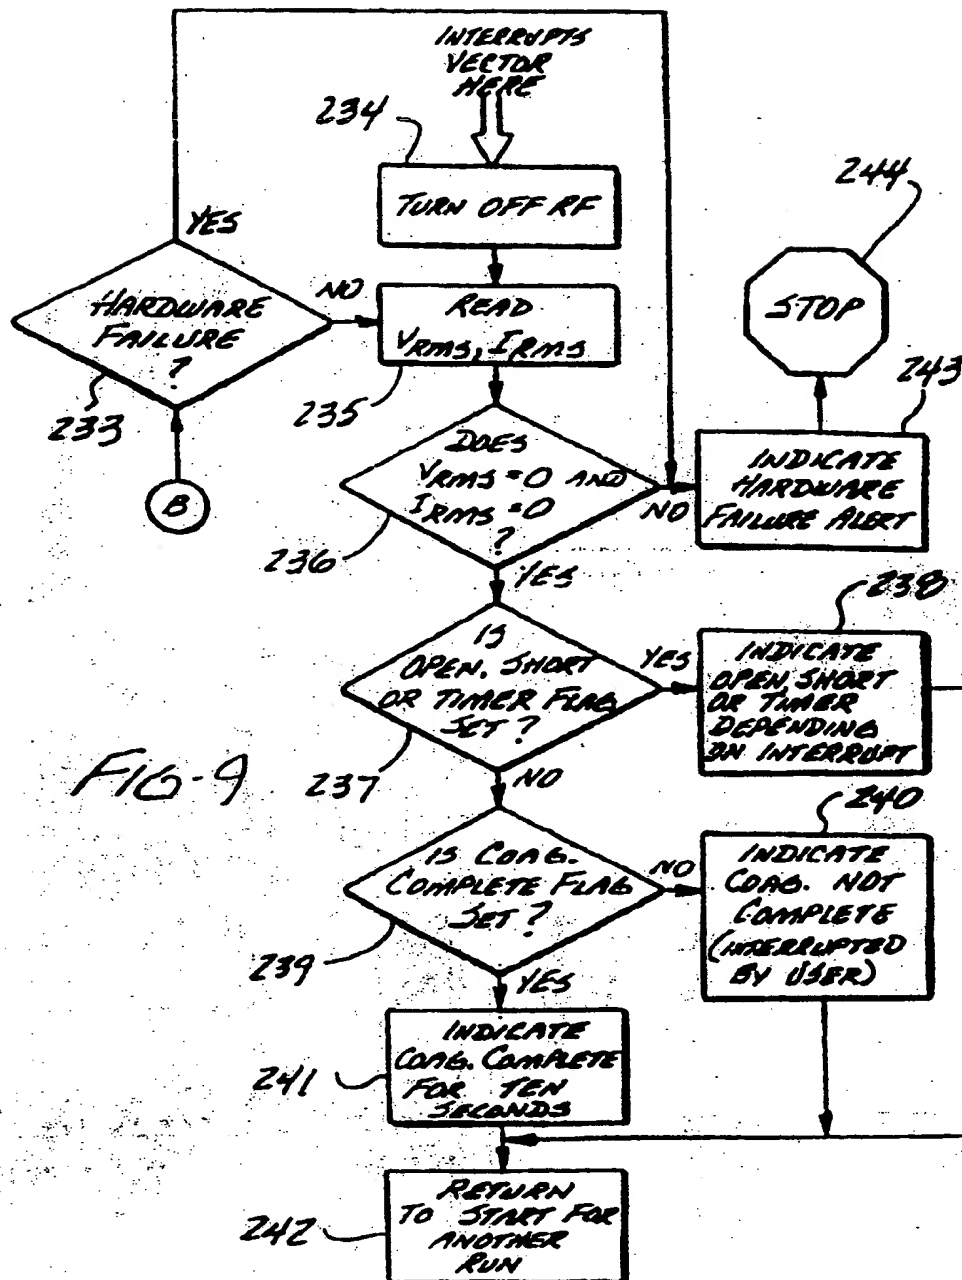 INTERRUPTS
VECTOR
HERE
234
TURN OFF RF
244
STOP
YES
HARDWARE
FAILURE
?
NO
233
B
READ
VRMS, IRMS
235
243
INDICATE
HARDWARE
FAILURE ALERT
DOES
VRMS = 0 AND
IRMS = 0
?
NO
236
YES
238
IS
OPEN, SHORT
OR TIMER FLAG
SET ?
YES
INDICATE
OPEN, SHORT
OR TIMER
DEPENDING
ON INTERRUPT
237
NO
FIG-9
240
IS COAG.
COMPLETE FLAG
SET ?
NO
INDICATE
COAG. NOT
COMPLETE
(INTERRUPTED
BY USER)
239
YES
INDICATE
COAG. COMPLETE
FOR TEN
SECONDS
241
RETURN
TO START FOR
ANOTHER
RUN
242